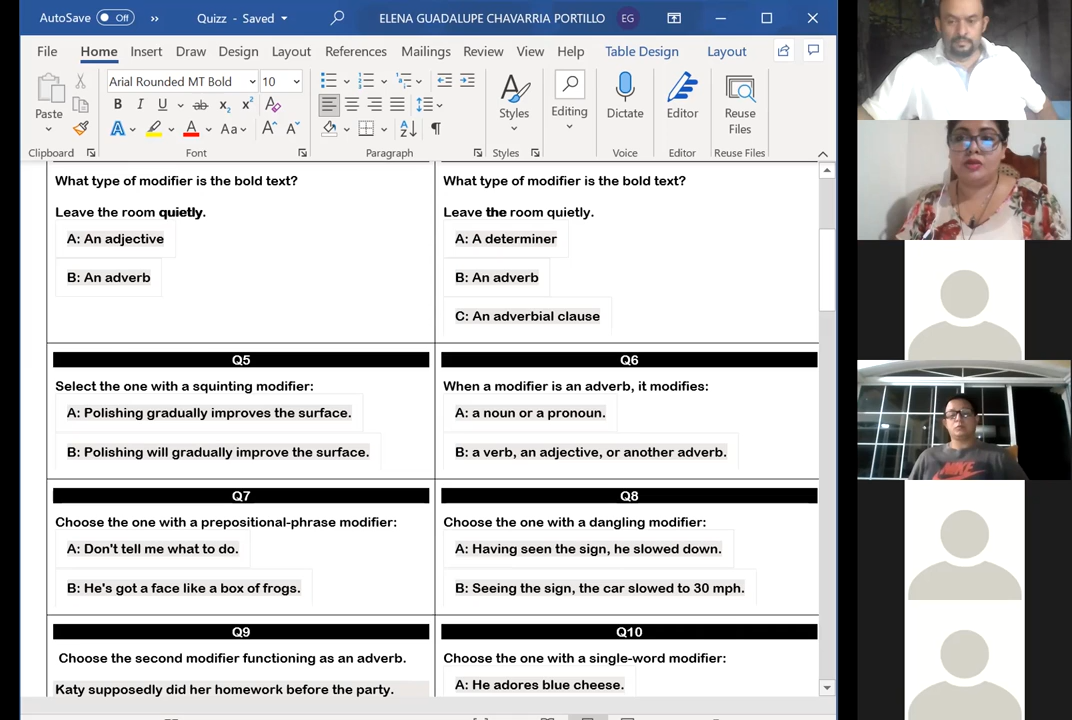 AutoSave Off Quizz - Saved ELENA GUADALUPE CHAVARRIA PORTILLO EG
File Home Insert Draw Design Layout References Mailings Review View Help Table Design Layout
Arial Rounded MT Bold 10
Paste Styles Editing Dictate Editor Reuse Files
Clipboard Font Paragraph Styles Voice Editor Reuse Files
What type of modifier is the bold text?
Leave the room quietly.
A: An adjective
B: An adverb
What type of modifier is the bold text?
Leave the room quietly.
A: A determiner
B: An adverb
C: An adverbial clause
Q5
Select the one with a squinting modifier:
A: Polishing gradually improves the surface.
B: Polishing will gradually improve the surface.
Q6
When a modifier is an adverb, it modifies:
A: a noun or a pronoun.
B: a verb, an adjective, or another adverb.
Q7
Choose the one with a prepositional-phrase modifier:
A: Don't tell me what to do.
B: He's got a face like a box of frogs.
Q8
Choose the one with a dangling modifier:
A: Having seen the sign, he slowed down.
B: Seeing the sign, the car slowed to 30 mph.
Q9
Choose the second modifier functioning as an adverb.
Katy supposedly did her homework before the party.
Q10
Choose the one with a single-word modifier:
A: He adores blue cheese.
NIKE